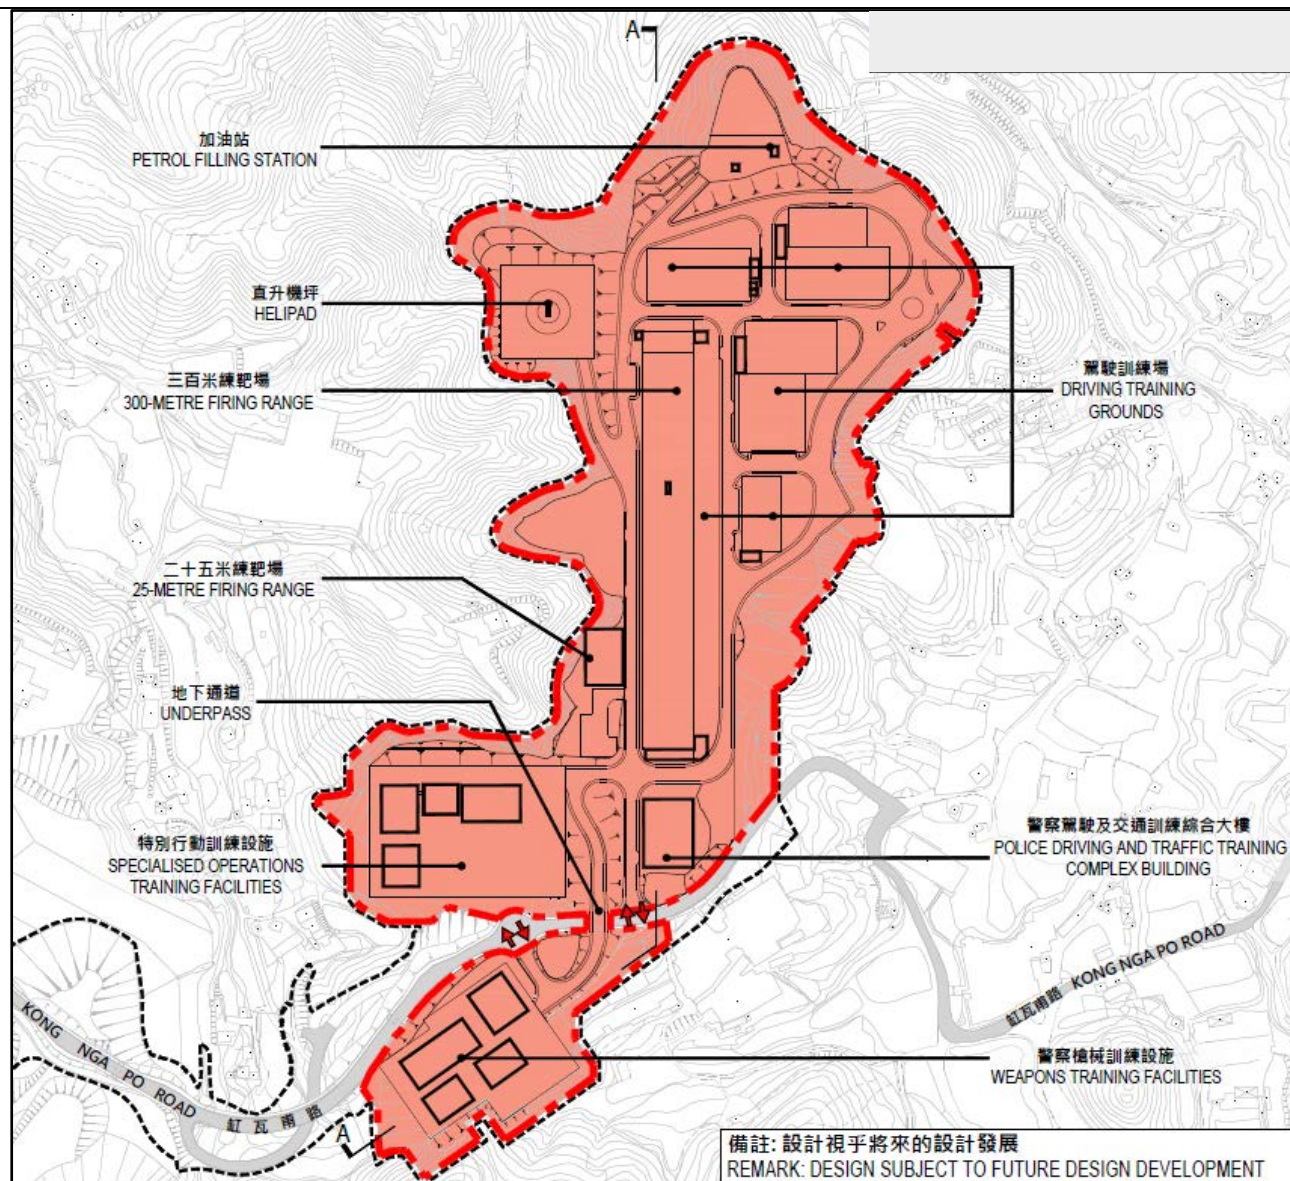 A
加油站
PETROL FILLING STATION
直升機坪
HELIPAD
三百米練靶場
300-METRE FIRING RANGE
駕駛訓練場
DRIVING TRAINING
GROUNDS
二十五米練靶場
25-METRE FIRING RANGE
地下通道
UNDERPASS
特別行動訓練設施
SPECIALISED OPERATIONS
TRAINING FACILITIES
警察駕駛及交通訓練綜合大樓
POLICE DRIVING AND TRAFFIC TRAINING
COMPLEX BUILDING
缸瓦甫路 KONG NGA PO ROAD
KONG NGA PO ROAD 缸瓦甫路
警察槍械訓練設施
WEAPONS TRAINING FACILITIES
A
備註: 設計視乎將來的設計發展
REMARK: DESIGN SUBJECT TO FUTURE DESIGN DEVELOPMENT